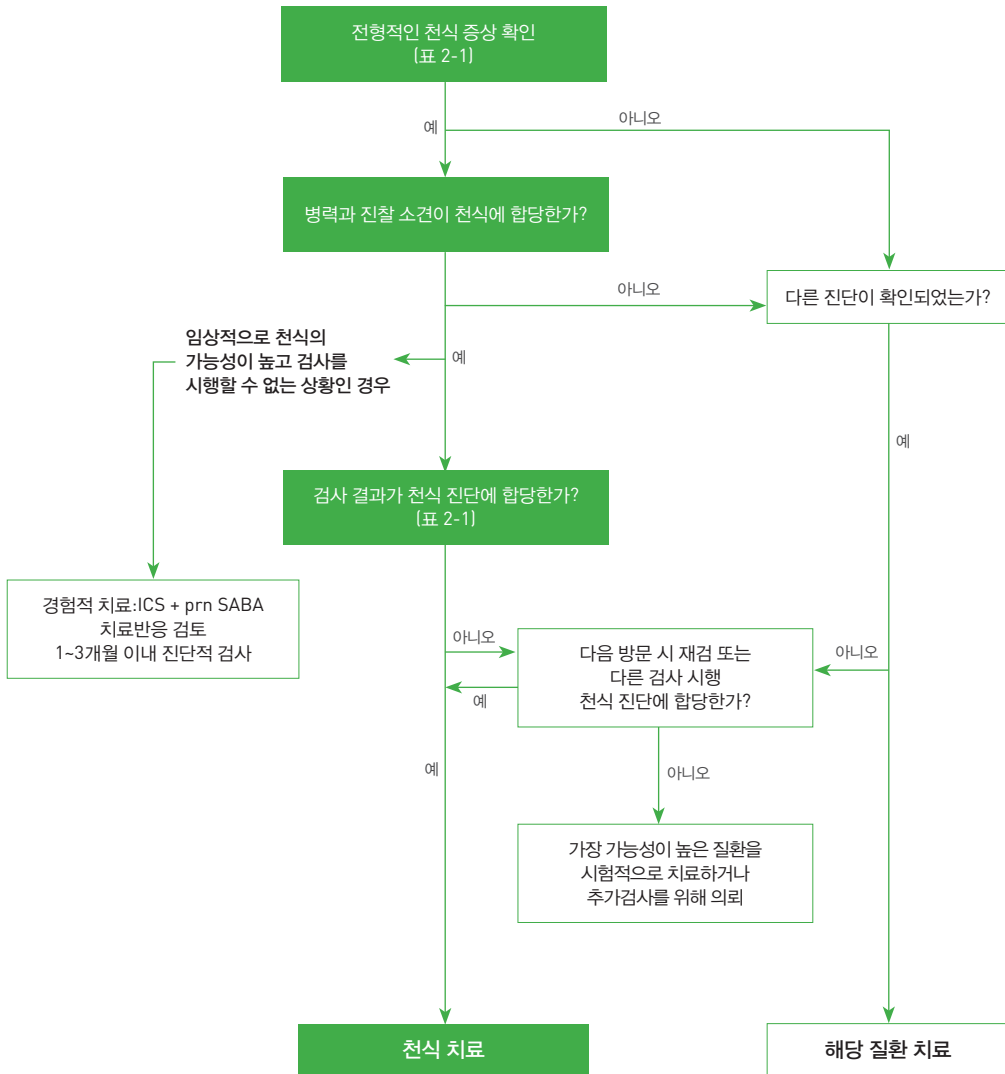 전형적인 천식 증상 확인
(표 2-1)
예
아니오
병력과 진찰 소견이 천식에 합당한가?
아니오
다른 진단이 확인되었는가?
임상적으로 천식의
가능성이 높고 검사를
시행할 수 없는 상황인 경우
예
예
검사 결과가 천식 진단에 합당한가?
(표 2-1)
경험적 치료:ICS + prn SABA
치료반응 검토
1~3개월 이내 진단적 검사
아니오
예
다음 방문 시 재검 또는
다른 검사 시행
천식 진단에 합당한가?
아니오
예
아니오
가장 가능성이 높은 질환을
시험적으로 치료하거나
추가검사를 위해 의뢰
천식 치료
해당 질환 치료